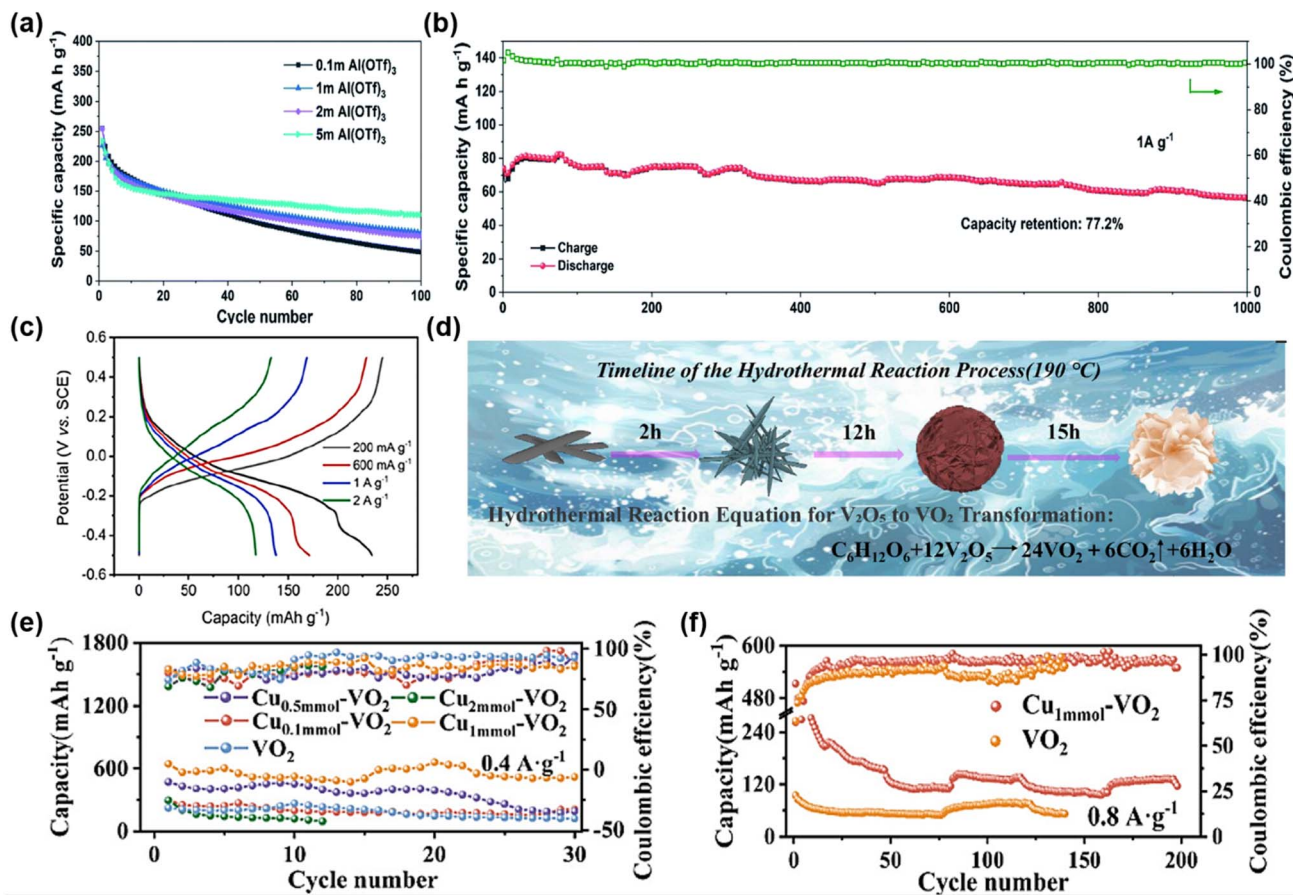 (a)
400
350
300
250
200
150
100
50
0
Specific capacity (mA h g⁻¹)
0.1m Al(OTf)₃
1m Al(OTf)₃
2m Al(OTf)₃
5m Al(OTf)₃
0 20 40 60 80 100
Cycle number
(b)
140
120
100
80
60
40
20
0
Specific capacity (mA h g⁻¹)
1A g⁻¹
Capacity retention: 77.2%
Charge
Discharge
100
80
60
40
20
0
Coulombic efficiency (%)
0 200 400 600 800 1000
Cycle number
(c)
0.6
0.4
0.2
0.0
-0.2
-0.4
-0.6
Potential (V vs. SCE)
200 mA g⁻¹
600 mA g⁻¹
1 A g⁻¹
2 A g⁻¹
0 50 100 150 200 250
Capacity (mAh g⁻¹)
(d)
Timeline of the Hydrothermal Reaction Process(190 °C)
2h 12h 15h
Hydrothermal Reaction Equation for V₂O₅ to VO₂ Transformation:
C₆H₁₂O₆+12V₂O₅→24VO₂ + 6CO₂↑+6H₂O
(e)
1800
1500
1200
900
600
300
0
Capacity(mAh g⁻¹)
Cu₀.₅mmol-VO₂ Cu₂mmol-VO₂
Cu₀.₁mmol-VO₂ Cu₁mmol-VO₂
VO₂ 0.4 A·g⁻¹
100
50
0
-50
Coulombic effciency(%)
0 10 20 30
Cycle number
(f)
600
540
480
240
120
0
Capacity(mAh g⁻¹)
Cu₁mmol-VO₂
VO₂
0.8 A·g⁻¹
100
75
50
25
0
Coulombic efficiency(%)
0 50 100 150 200
Cycle number